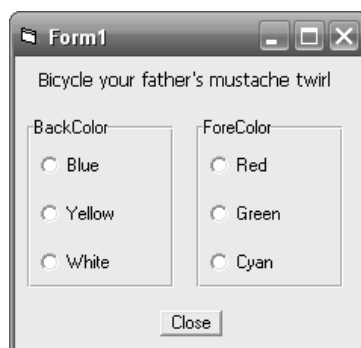 Form1
Bicycle your father's mustache twirl
BackColor
Blue
Yellow
White
ForeColor
Red
Green
Cyan
Close